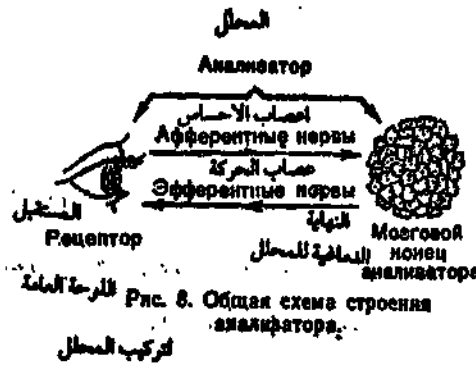 المحلل
Анализатор
اعصاب الاحساس
Афферентные нервы
عصاب الحركة
Эфферентные нервы
المستقبل
Рецептор
النهاية
الدماغية للمحلل
Мозговой
конец
анализатора
اللوحة العامة
Рис. 8. Общая схема строения
анализатора.
لتركيب المحلل